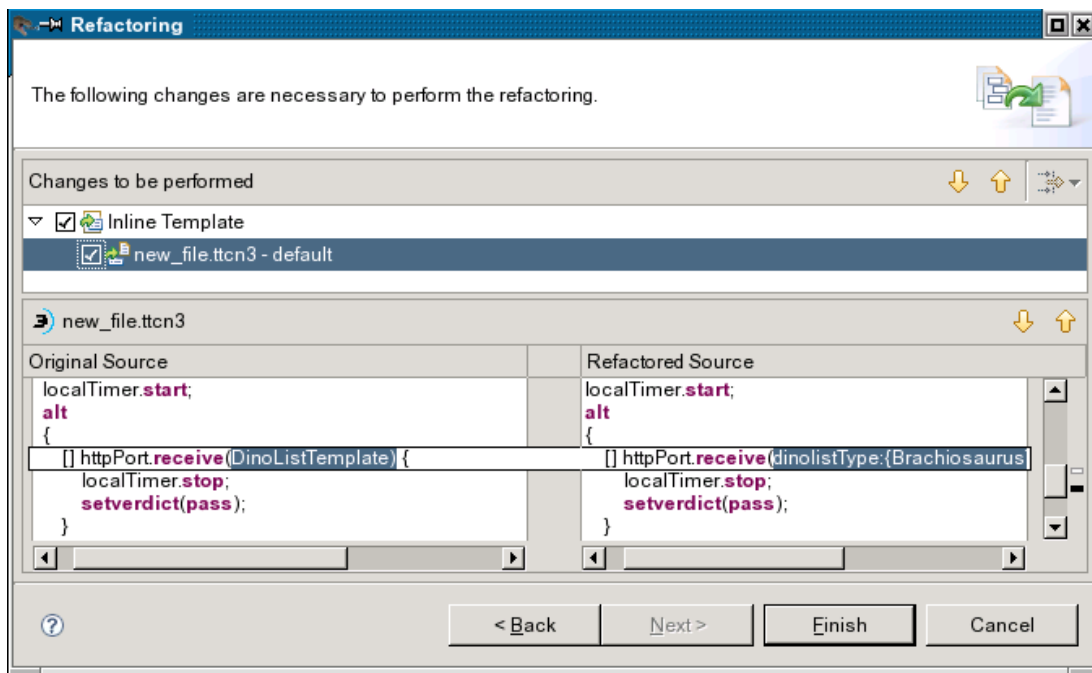 Refactoring
The following changes are necessary to perform the refactoring.
Changes to be performed
Inline Template
new_file.ttcn3 - default
new_file.ttcn3
Original Source
localTimer.start;
alt
{
[] httpPort.receive(DinoListTemplate) {
localTimer.stop;
setverdict(pass);
}
Refactored Source
localTimer.start;
alt
{
[] httpPort.receive(dinolistType:{Brachiosaurus
localTimer.stop;
setverdict(pass);
}
< Back
Next >
Finish
Cancel